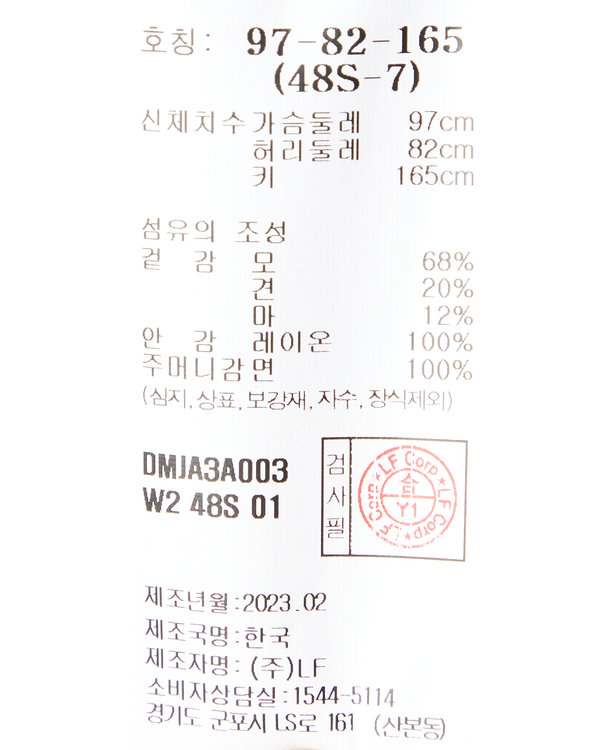 호칭: 97-82-165
(48S-7)
신체치수 가슴둘레 97cm
허리둘레 82cm
키 165cm
섬유의 조성
겉 감 모 68%
견 20%
마 12%
안 감 레이온 100%
주머니감 면 100%
(심지, 상표, 보강재, 자수, 장식제외)
DMJA3A003
W2 48S 01
검사필
LF Corp★LF Corp★LF Corp★
합
Y1
제조년월:2023.02
제조국명:한국
제조자명: (주)LF
소비자상담실:1544-5114
경기도 군포시 LS로 161 (산본동)